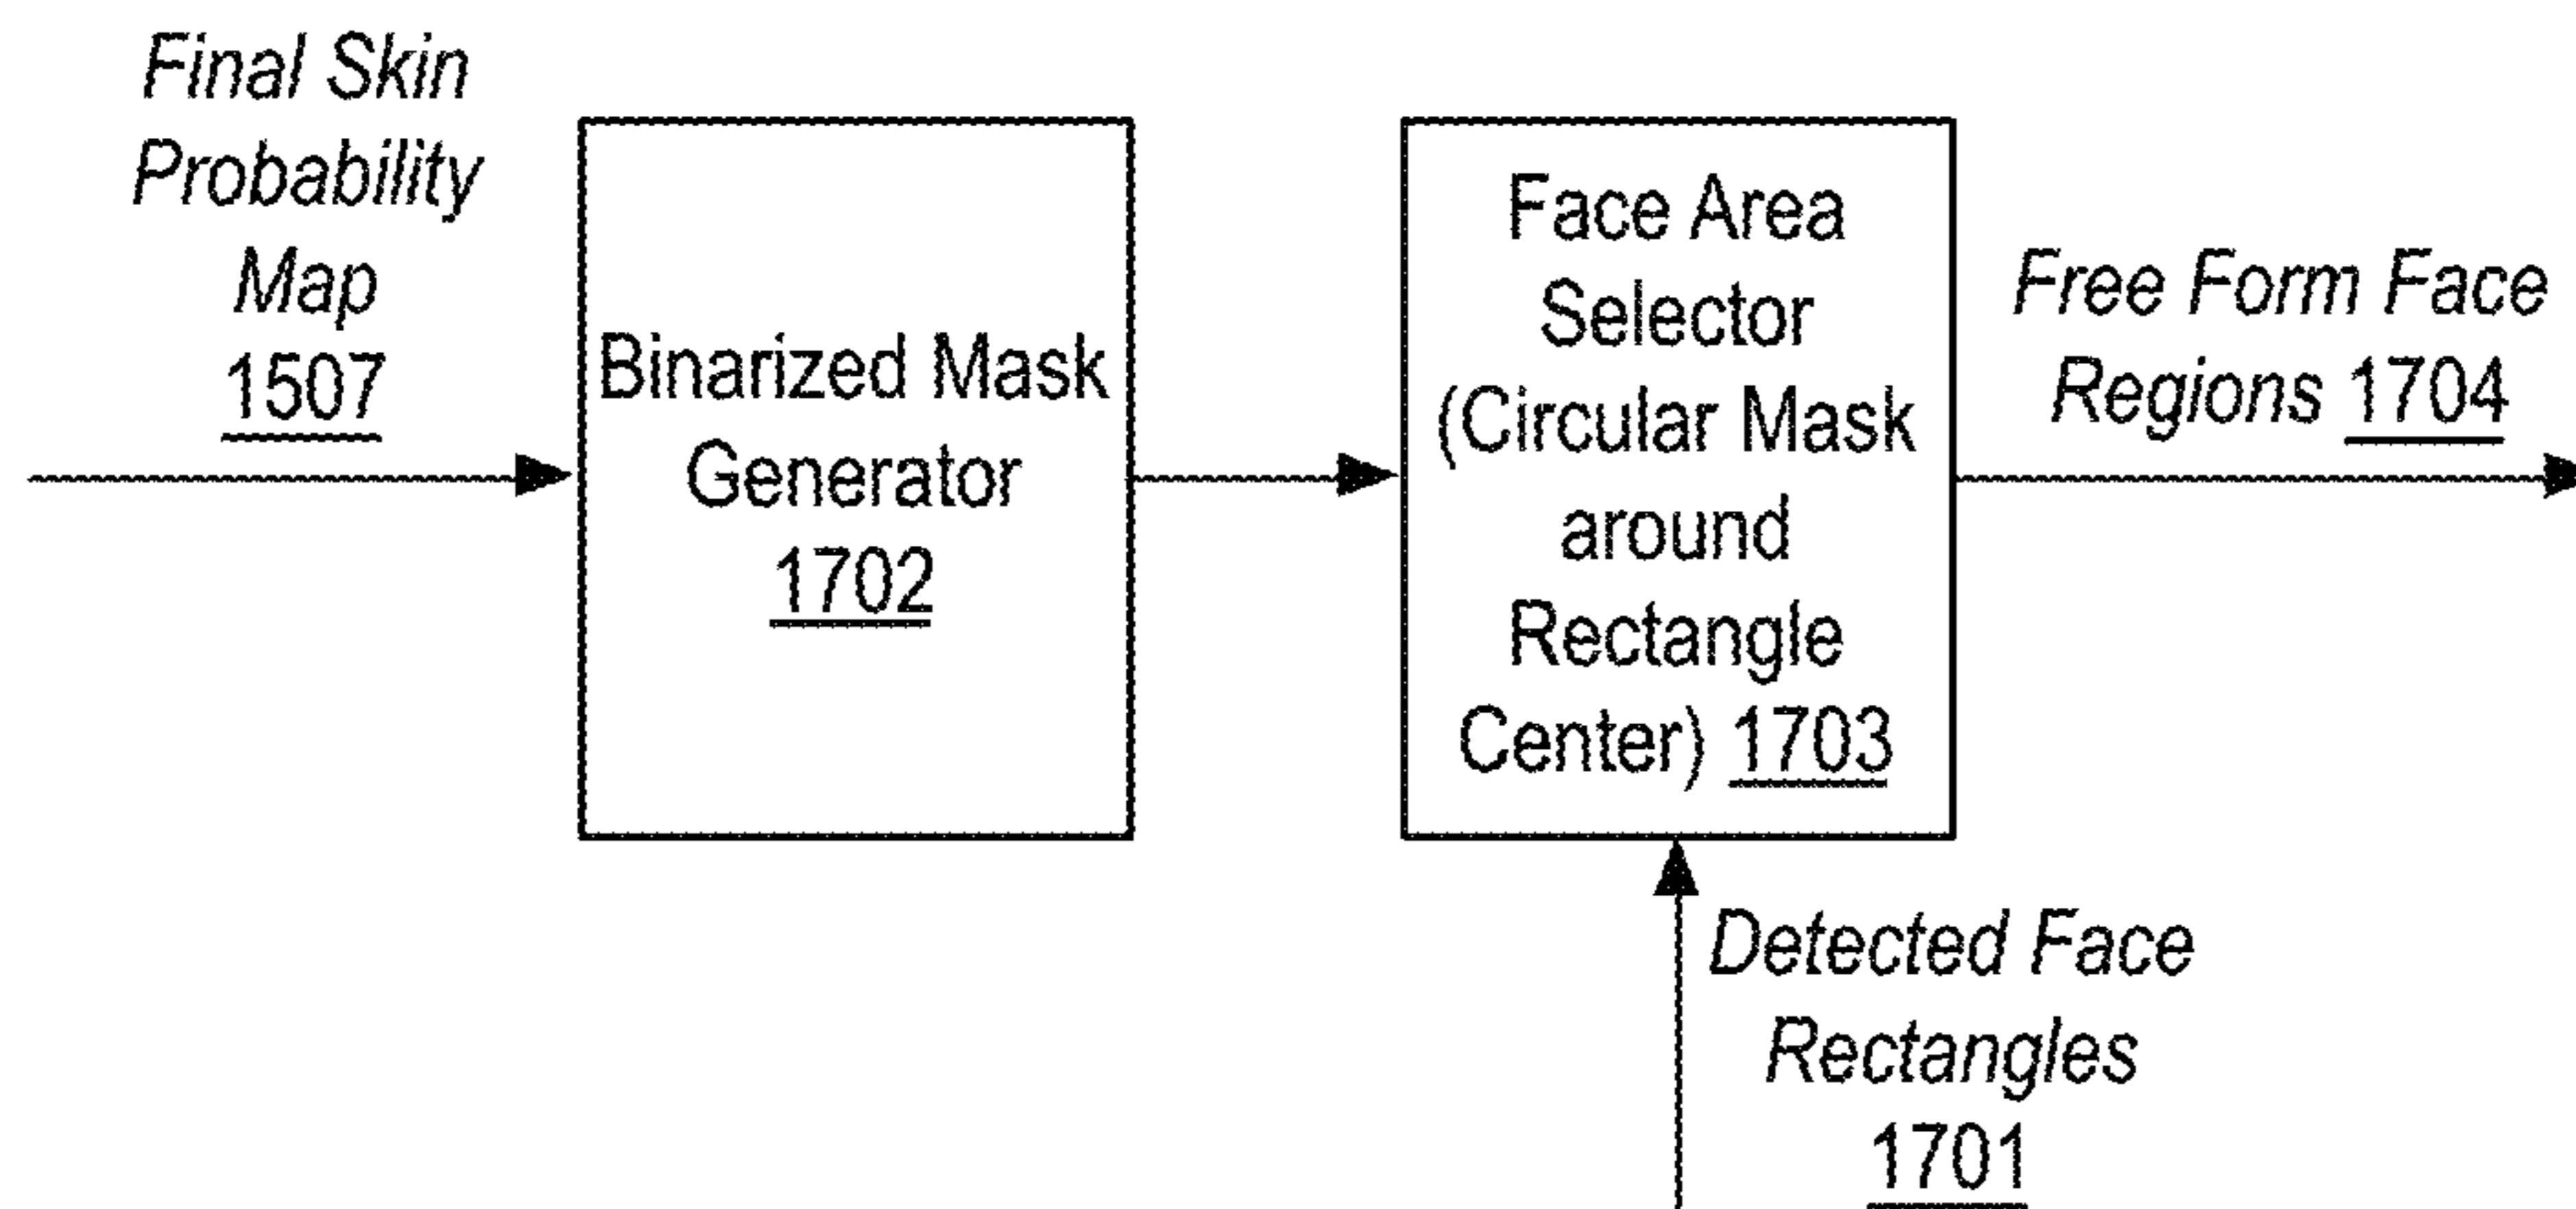 Final Skin
Probability
Map
1507
Binarized Mask
Generator
1702
Face Area
Selector
(Circular Mask
around
Rectangle
Center) 1703
Free Form Face
Regions 1704
Detected Face
Rectangles
1701